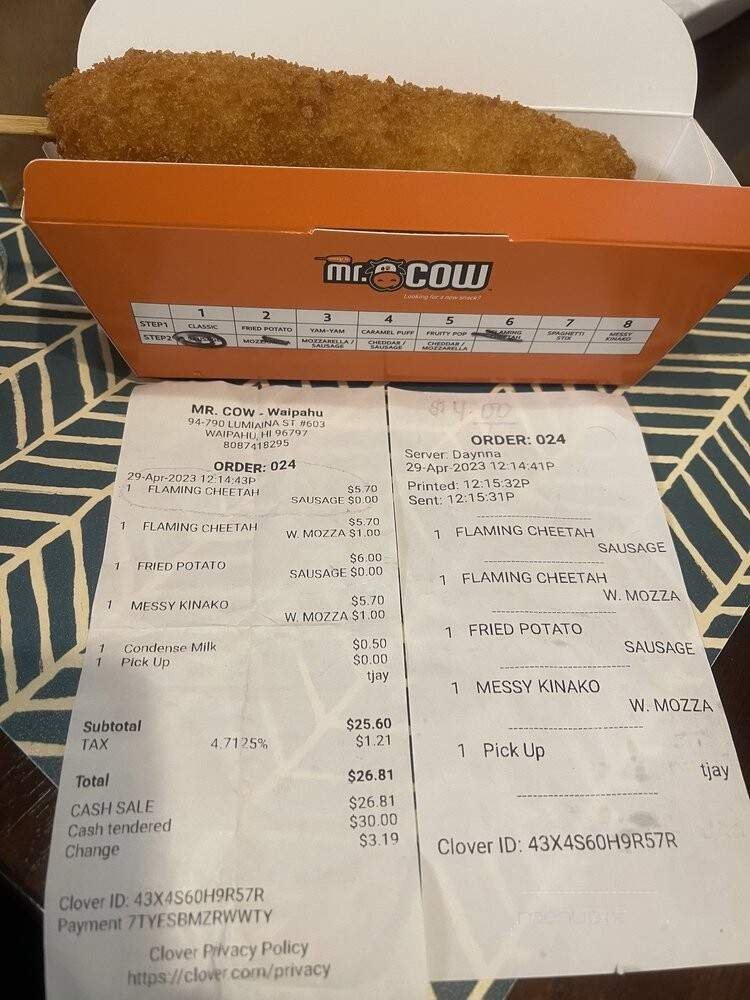 mr. COW
Looking for a new snack?
1 2 3 4 5 6 7 8
STEP1 CLASSIC FRIED POTATO YAM-YAM CARAMEL PUFF FRUITY POP FLAMING SPAGHETTI STIX MESSY KINAKO
STEP2 MOZZARELLA / SAUSAGE CHEDDAR / SAUSAGE CHEDDAR / MOZZARELLA
MR. COW - Waipahu
94-790 LUMIAINA ST #603
WAIPAHU, HI 96797
8087418295
ORDER: 024
29-Apr-2023 12:14:43P
1 FLAMING CHEETAH $5.70
SAUSAGE $0.00
1 FLAMING CHEETAH $5.70
W. MOZZA $1.00
1 FRIED POTATO $6.00
SAUSAGE $0.00
1 MESSY KINAKO $5.70
W. MOZZA $1.00
1 Condense Milk $0.50
1 Pick Up $0.00
tjay
Subtotal $25.60
TAX 4.7125% $1.21
Total $26.81
CASH SALE $26.81
Cash tendered $30.00
Change $3.19
Clover ID: 43X4S60H9R57R
Payment 7TYESBMZRWWTY
Clover Privacy Policy
https://clover.com/privacy
$14.00
ORDER: 024
Server: Daynna
29-Apr-2023 12:14:41P
Printed: 12:15:32P
Sent: 12:15:31P
1 FLAMING CHEETAH
SAUSAGE
1 FLAMING CHEETAH
W. MOZZA
1 FRIED POTATO
SAUSAGE
1 MESSY KINAKO
W. MOZZA
1 Pick Up
tjay
Clover ID: 43X4S60H9R57R